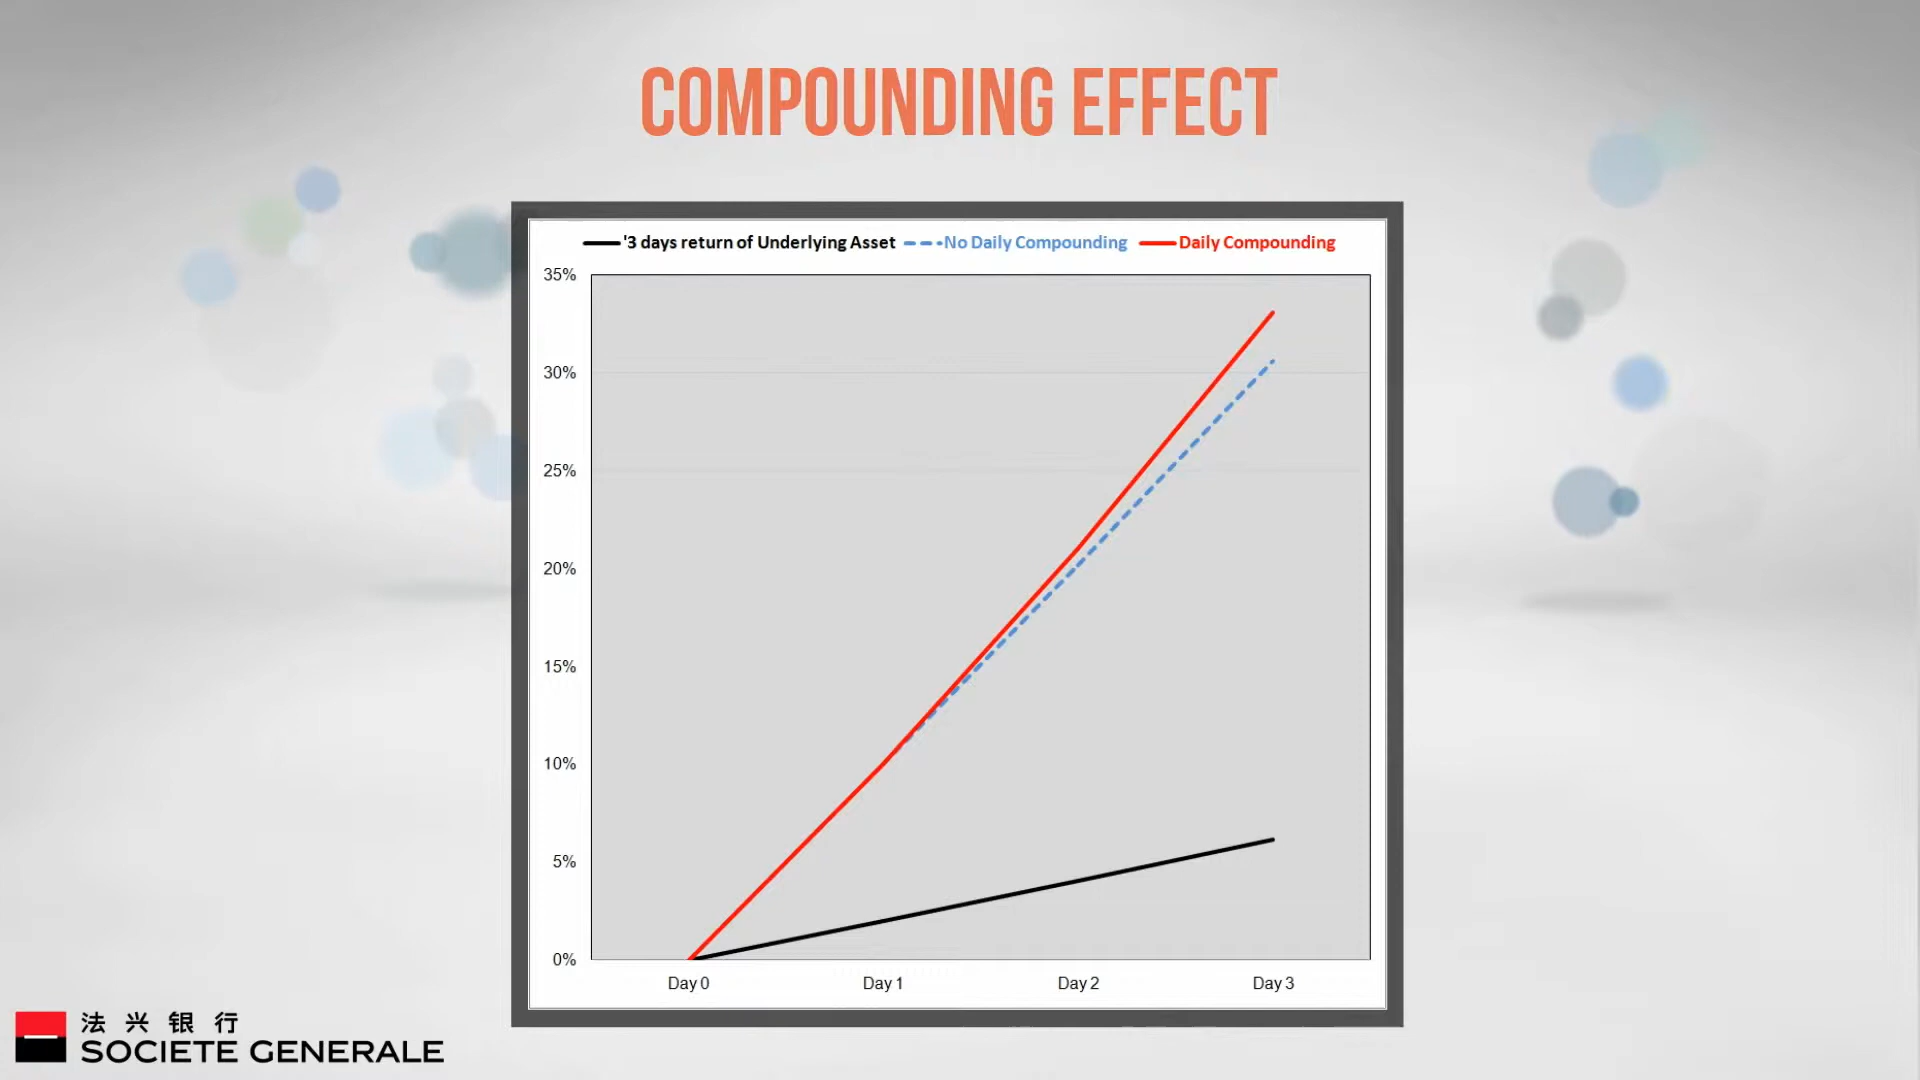 COMPOUNDING EFFECT
'3 days return of Underlying Asset No Daily Compounding Daily Compounding
35%
30%
25%
20%
15%
10%
5%
0%
Day 0 Day 1 Day 2 Day 3
法兴银行
SOCIETE GENERALE